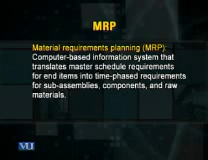 MRP
Material requirements planning (MRP):
Computer-based information system that
translates master schedule requirements
for end items into time-phased requirements
for sub-assemblies, components, and raw
materials.
VU